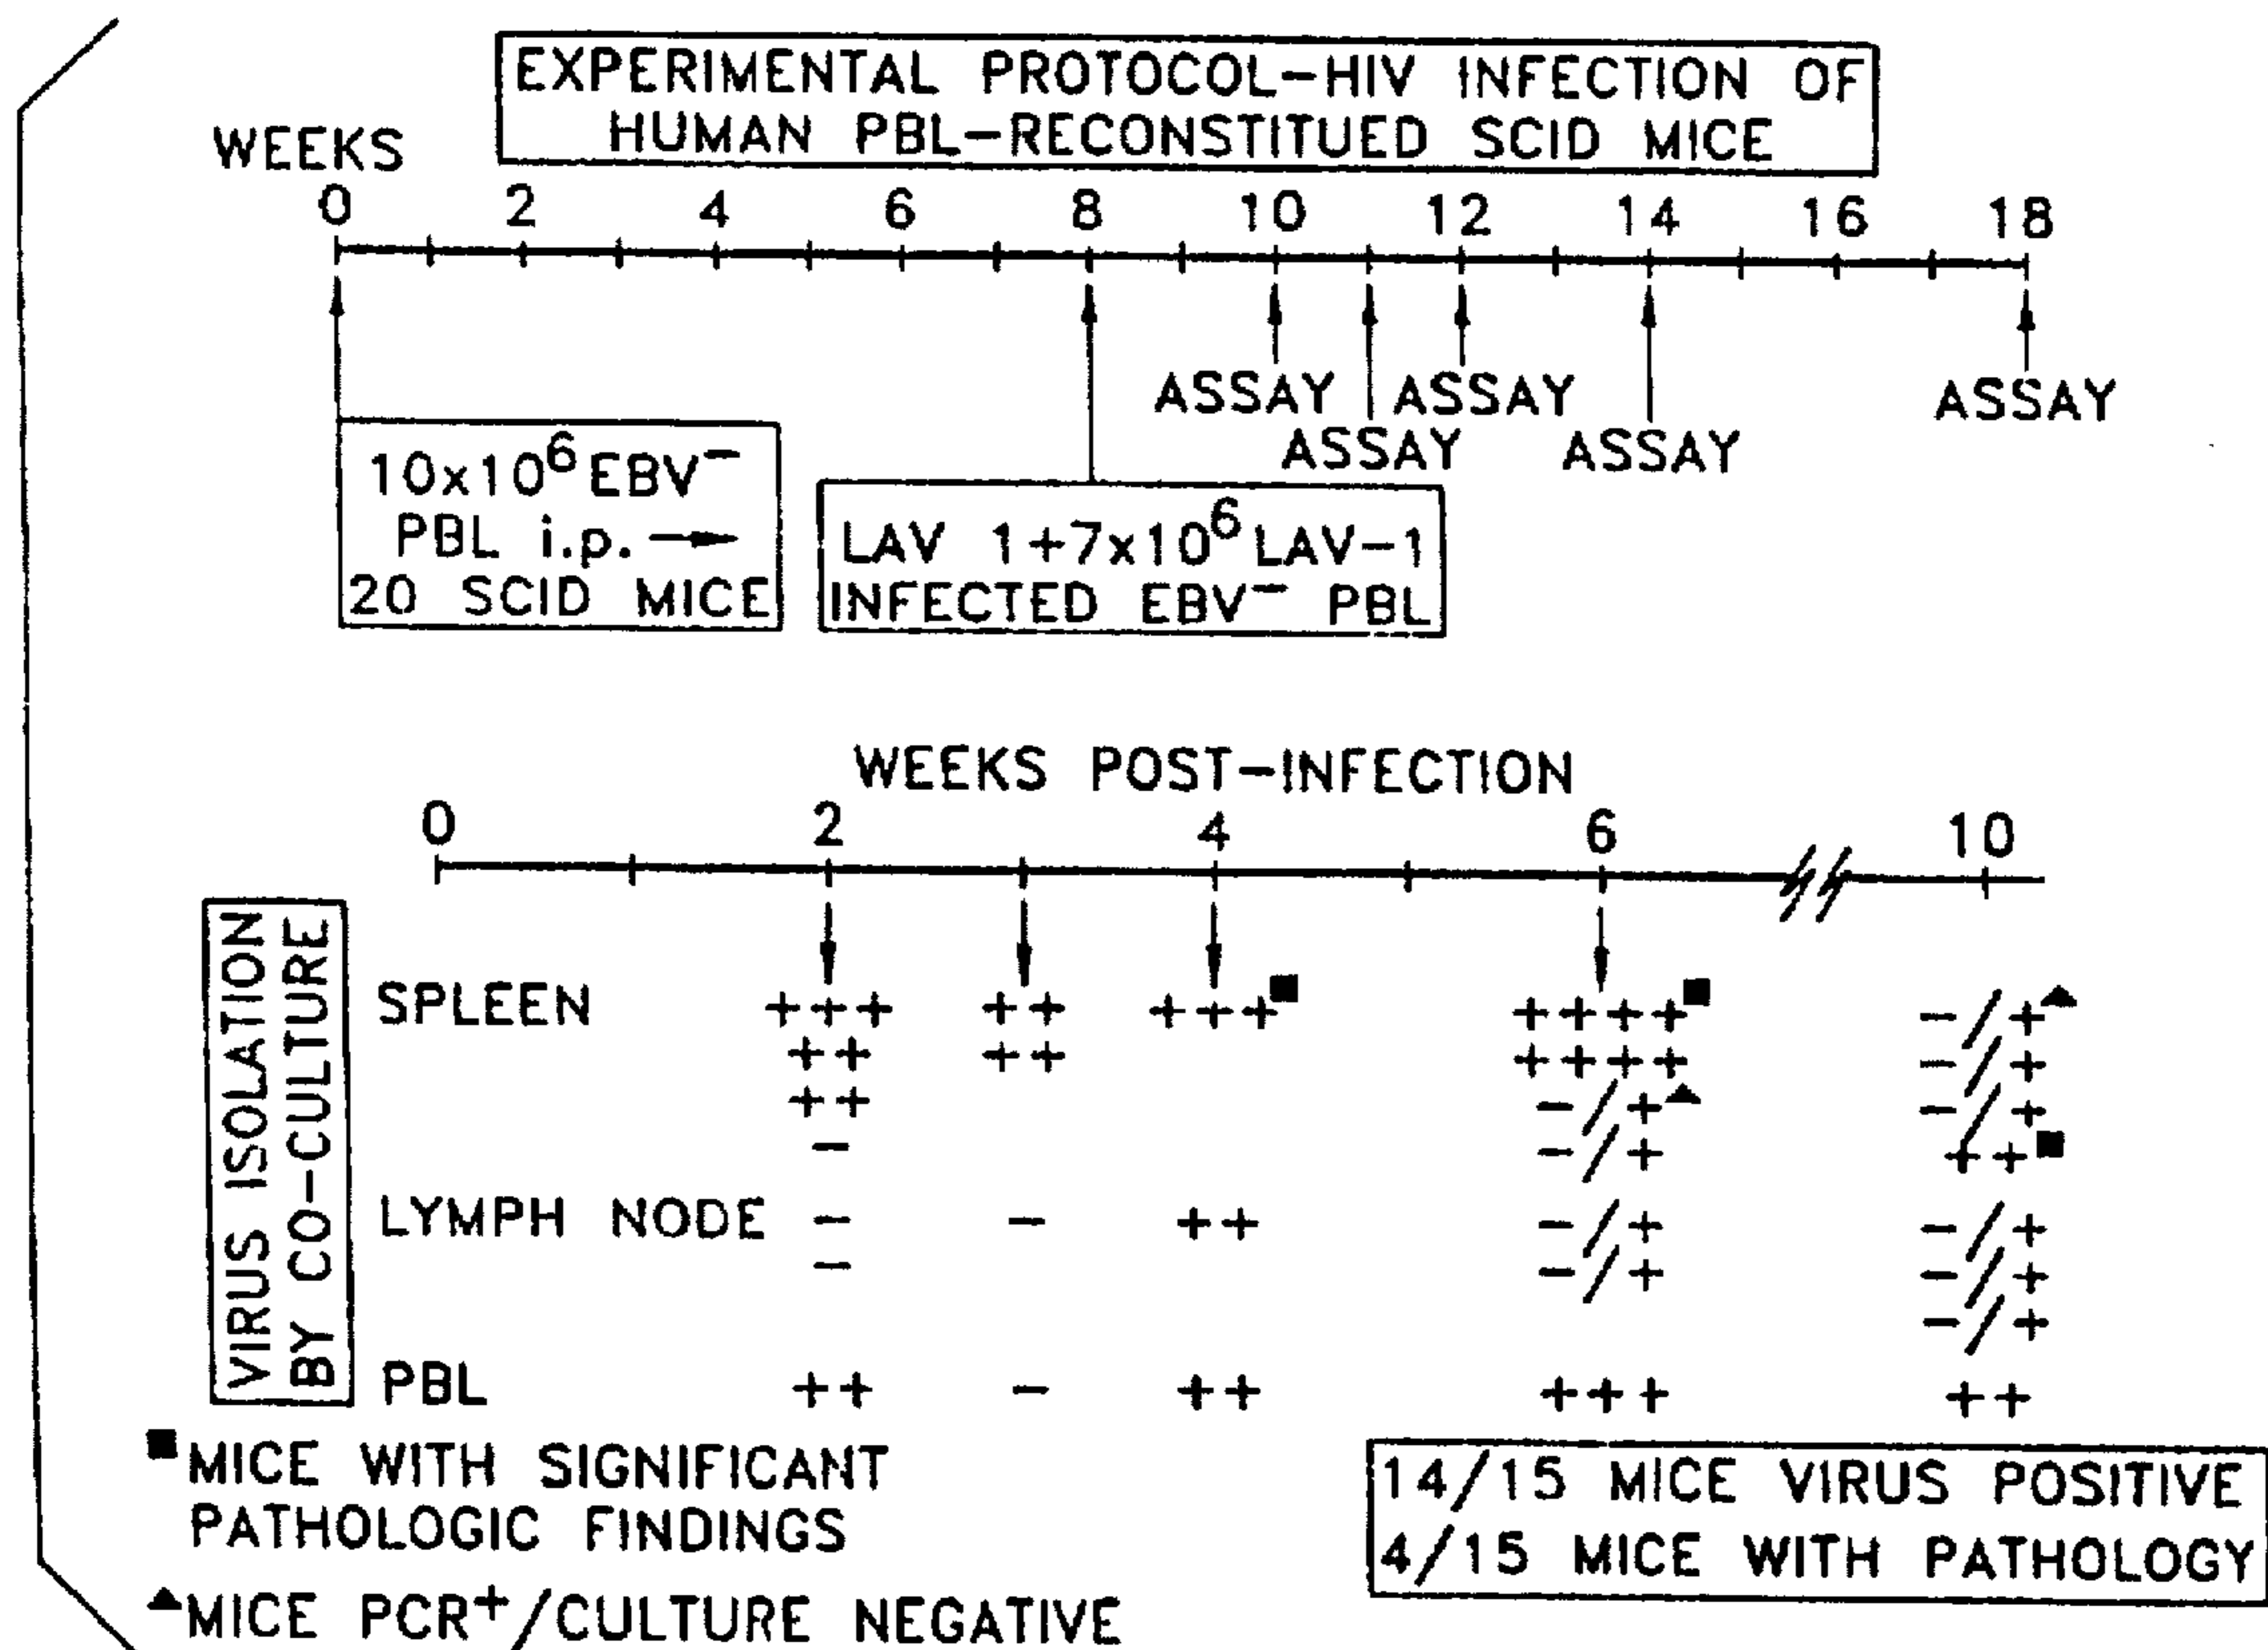 EXPERIMENTAL PROTOCOL-HIV INFECTION OF
HUMAN PBL-RECONSTITUED SCID MICE
WEEKS
0 2 4 6 8 10 12 14 16 18
ASSAY ASSAY ASSAY
ASSAY ASSAY
10x10⁶ EBV⁻
PBL i.p. →
20 SCID MICE
LAV 1+7x10⁶ LAV-1
INFECTED EBV⁻ PBL
WEEKS POST-INFECTION
0 2 4 6 10
VIRUS ISOLATION
BY CO-CULTURE
SPLEEN +++ ++ +++■ ++++■ -/+▲
++ ++ ++++ -/+
++ -/+▲ -/+
- -/+ ++■
LYMPH NODE - - ++ -/+ -/+
- -/+ -/+
-/+
PBL ++ - ++ +++ ++
■ MICE WITH SIGNIFICANT
PATHOLOGIC FINDINGS
▲ MICE PCR⁺/CULTURE NEGATIVE
14/15 MICE VIRUS POSITIVE
4/15 MICE WITH PATHOLOGY